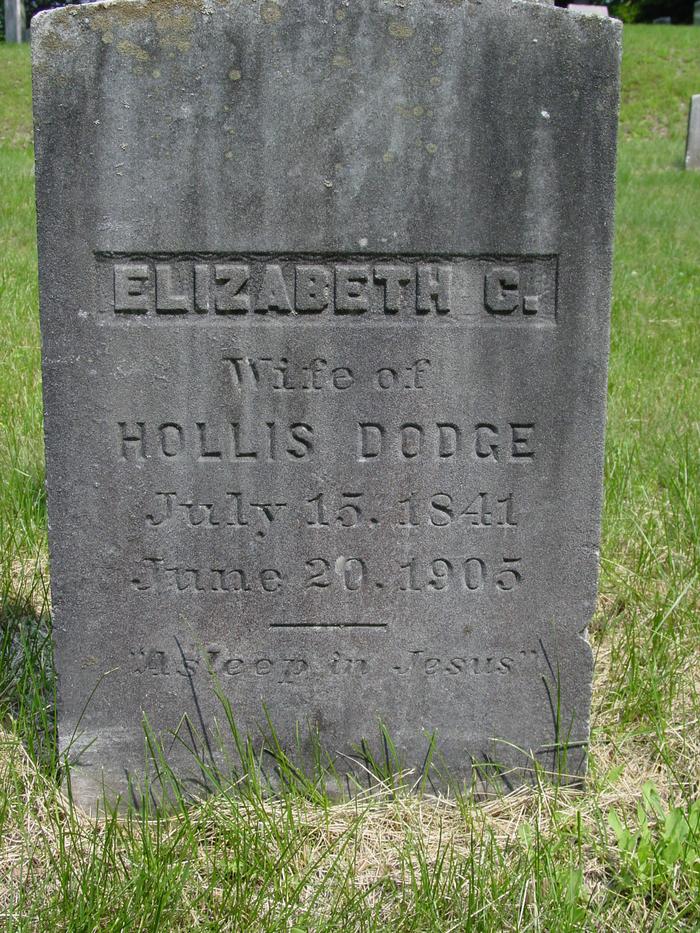 ELIZABETH C.
Wife of
HOLLIS DODGE
July 15, 1841
June 20, 1905
"Asleep in Jesus"